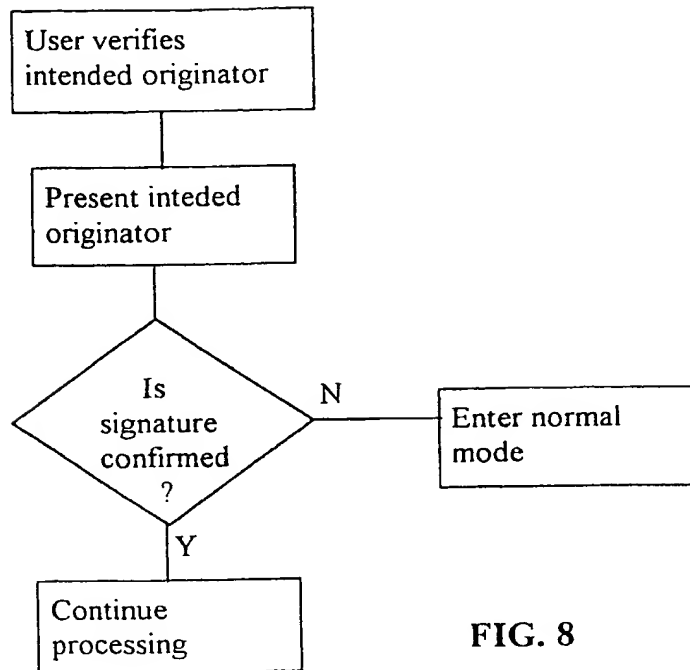 User verifies
intended originator
Present inteded
originator
Is
signature
confirmed
?
N
Enter normal
mode
Y
Continue
processing
FIG. 8